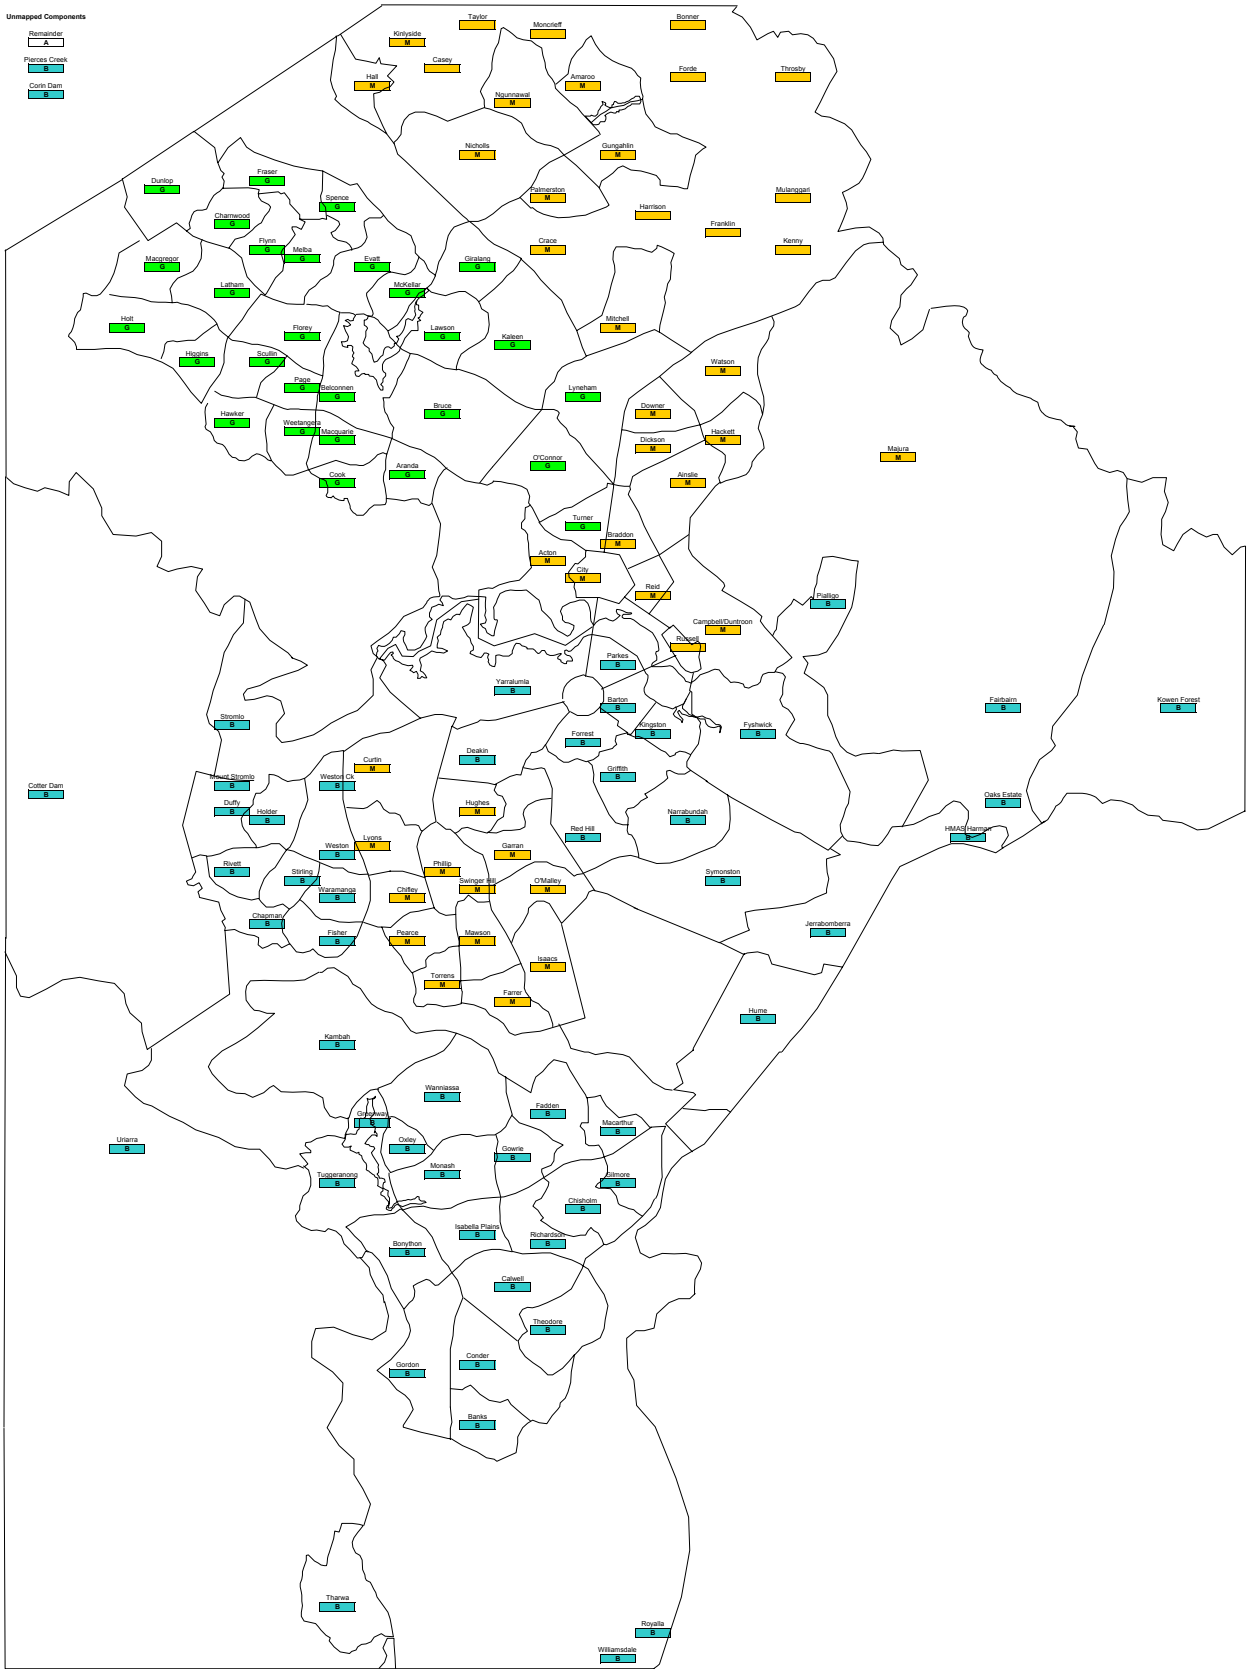 Unmapped Components
Remainder
A
Pierces Creek
B
Corin Dam
B
Taylor
Moncrieff
Bonner
Kinlyside
M
Casey
Hall
M
Amaroo
M
Forde
Throsby
Ngunnawal
M
Nicholls
M
Gungahlin
M
Dunlop
G
Fraser
G
Palmerston
M
Mulanggari
Spence
G
Harrison
Charnwood
G
Franklin
Flynn
G
Melba
G
Crace
M
Kenny
Macgregor
G
Evatt
G
Giralang
G
Latham
G
McKellar
G
Holt
G
Florey
G
Lawson
G
Kaleen
G
Mitchell
M
Higgins
G
Scullin
G
Watson
M
Page
G
Belconnen
G
Lyneham
G
Hawker
G
Weetangera
G
Macquarie
G
Bruce
G
Downer
M
Dickson
M
Hackett
M
Majura
M
Cook
G
Aranda
G
O'Connor
G
Ainslie
M
Turner
G
Braddon
M
Acton
M
City
M
Reid
M
Pialligo
B
Campbell/Duntroon
M
Russell
Parkes
B
Yarralumla
B
Barton
B
Fairbairn
B
Kowen Forest
B
Stromlo
B
Forrest
B
Kingston
B
Fyshwick
B
Curtin
M
Deakin
B
Griffith
B
Mount Stromlo
B
Weston Ck
B
Cotter Dam
B
Duffy
B
Holder
B
Hughes
M
Narrabundah
B
Oaks Estate
B
Red Hill
B
HMAS Harman
B
Lyons
M
Weston
B
Garran
M
Rivett
B
Stirling
B
Phillip
M
Symonston
B
Waramanga
B
Chifley
M
Swinger Hill
M
O'Malley
M
Chapman
B
Fisher
B
Pearce
M
Mawson
M
Jerrabomberra
B
Isaacs
M
Torrens
M
Farrer
M
Hume
B
Kambah
B
Wanniassa
B
Greenway
B
Fadden
B
Macarthur
B
Uriarra
B
Oxley
B
Gowrie
B
Tuggeranong
B
Monash
B
Gilmore
B
Chisholm
B
Isabella Plains
B
Richardson
B
Bonython
B
Calwell
B
Theodore
B
Gordon
B
Conder
B
Banks
B
Tharwa
B
Royalla
B
Williamsdale
B